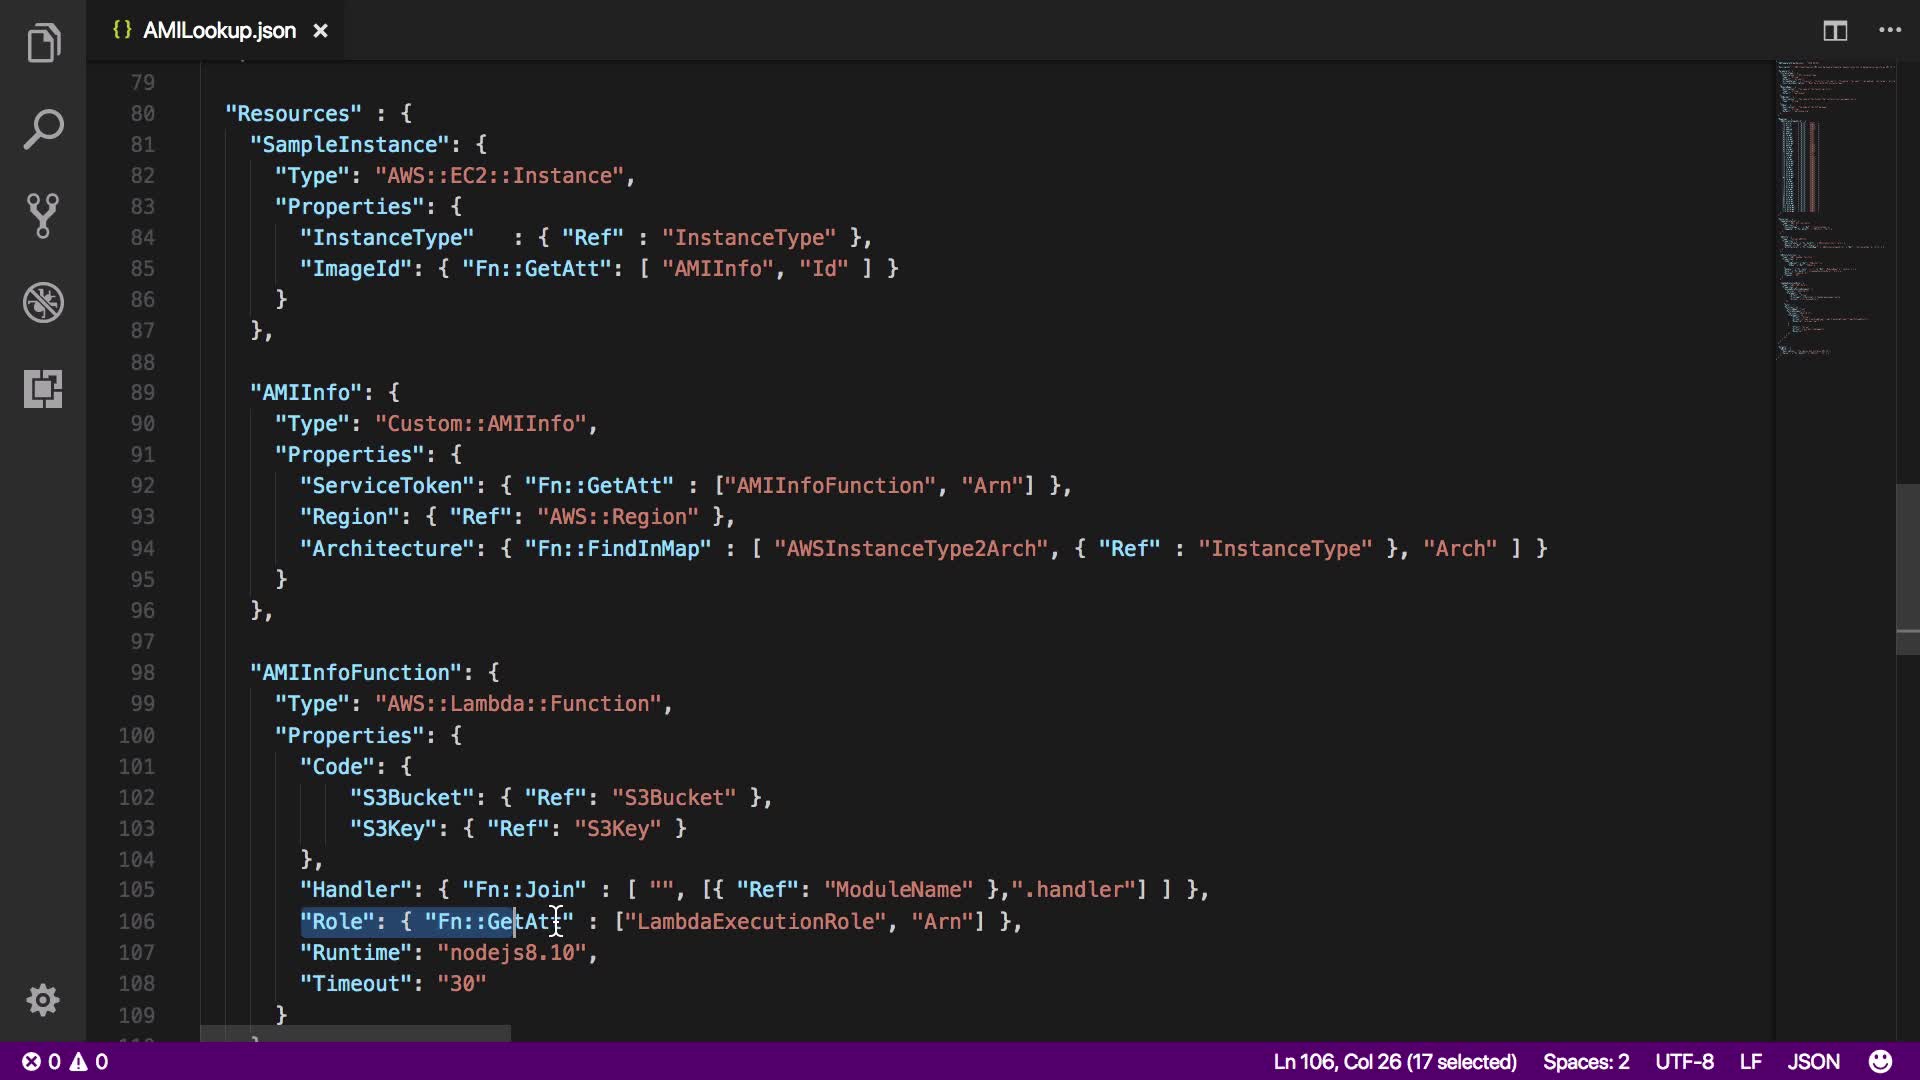 {} AMILookup.json ×
79
80 "Resources" : {
81 "SampleInstance": {
82 "Type": "AWS::EC2::Instance",
83 "Properties": {
84 "InstanceType" : { "Ref" : "InstanceType" },
85 "ImageId": { "Fn::GetAtt": [ "AMIInfo", "Id" ] }
86 }
87 },
88
89 "AMIInfo": {
90 "Type": "Custom::AMIInfo",
91 "Properties": {
92 "ServiceToken": { "Fn::GetAtt" : ["AMIInfoFunction", "Arn"] },
93 "Region": { "Ref": "AWS::Region" },
94 "Architecture": { "Fn::FindInMap" : [ "AWSInstanceType2Arch", { "Ref" : "InstanceType" }, "Arch" ] }
95 }
96 },
97
98 "AMIInfoFunction": {
99 "Type": "AWS::Lambda::Function",
100 "Properties": {
101 "Code": {
102 "S3Bucket": { "Ref": "S3Bucket" },
103 "S3Key": { "Ref": "S3Key" }
104 },
105 "Handler": { "Fn::Join" : [ "", [{ "Ref": "ModuleName" },".handler"] ] },
106 "Role": { "Fn::GetAtt" : ["LambdaExecutionRole", "Arn"] },
107 "Runtime": "nodejs8.10",
108 "Timeout": "30"
109 }
0 0 Ln 106, Col 26 (17 selected) Spaces: 2 UTF-8 LF JSON